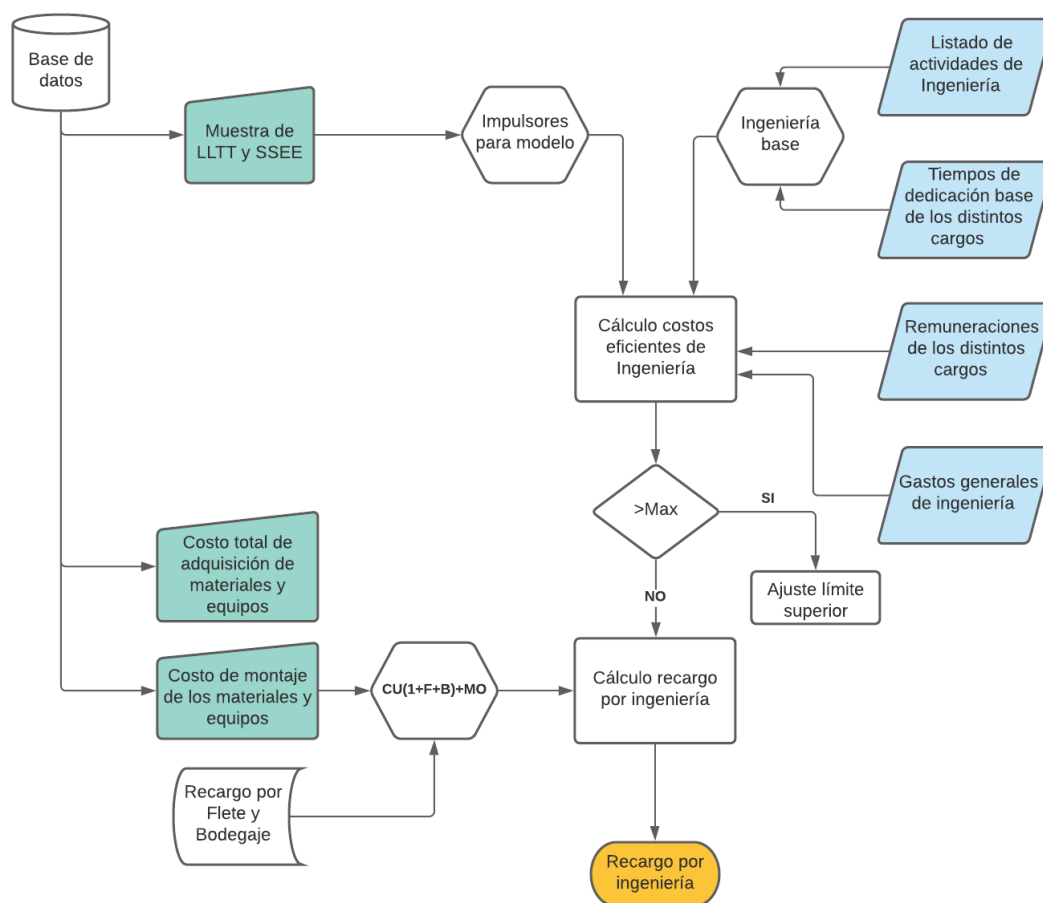 Base de
datos
Muestra de
LLTT y SSEE
Impulsores
para modelo
Ingeniería
base
Listado de
actividades de
Ingeniería
Tiempos de
dedicación base
de los distintos
cargos
Cálculo costos
eficientes de
Ingeniería
Remuneraciones
de los distintos
cargos
Gastos generales
de ingeniería
>Max
SI
Ajuste límite
superior
NO
Costo total de
adquisición de
materiales y
equipos
Costo de montaje
de los materiales y
equipos
CU(1+F+B)+MO
Cálculo recargo
por ingeniería
Recargo por
Flete y
Bodegaje
Recargo por
ingeniería